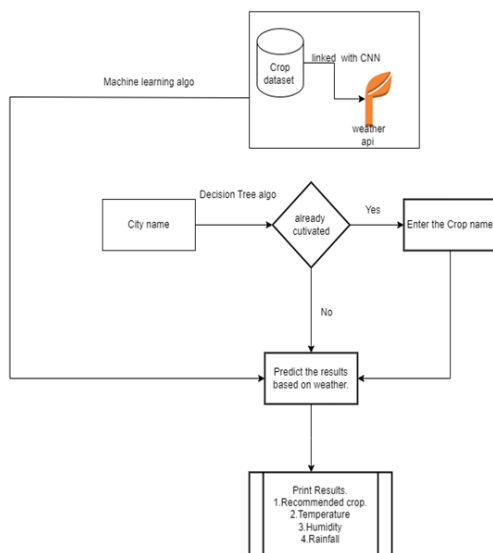 Crop
dataset
linked with CNN
weather
api
Machine learning algo
City name
Decision Tree algo
already
cutivated
Yes
Enter the Crop name
No
Predict the results
based on weather.
Print Results.
1.Recommended crop.
2.Temperature
3.Humidity
4.Rainfall